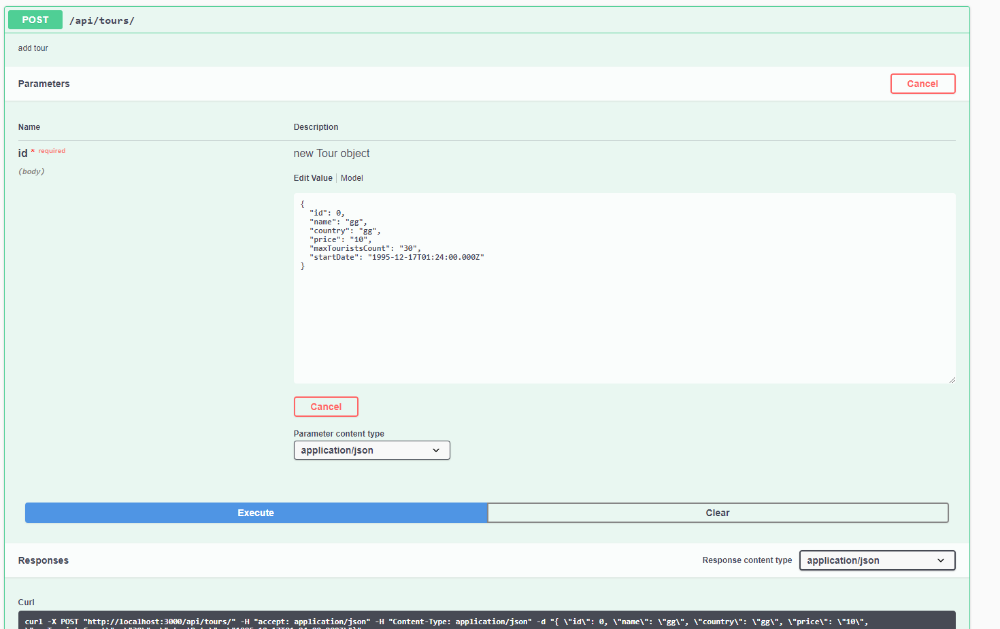 POST /api/tours/
add tour
Parameters
Cancel
Name Description
id * required
new Tour object
(body)
Edit Value Model
{
"id": 0,
"name": "gg",
"country": "gg",
"price": "10",
"maxTouristsCount": "30",
"startDate": "1995-12-17T01:24:00.000Z"
}
Cancel
Parameter content type
application/json
Execute Clear
Responses
Response content type application/json
Curl
curl -X POST "http://localhost:3000/api/tours/" -H "accept: application/json" -H "Content-Type: application/json" -d "{ \"id\": 0, \"name\": \"gg\", \"country\": \"gg\", \"price\": \"10\",